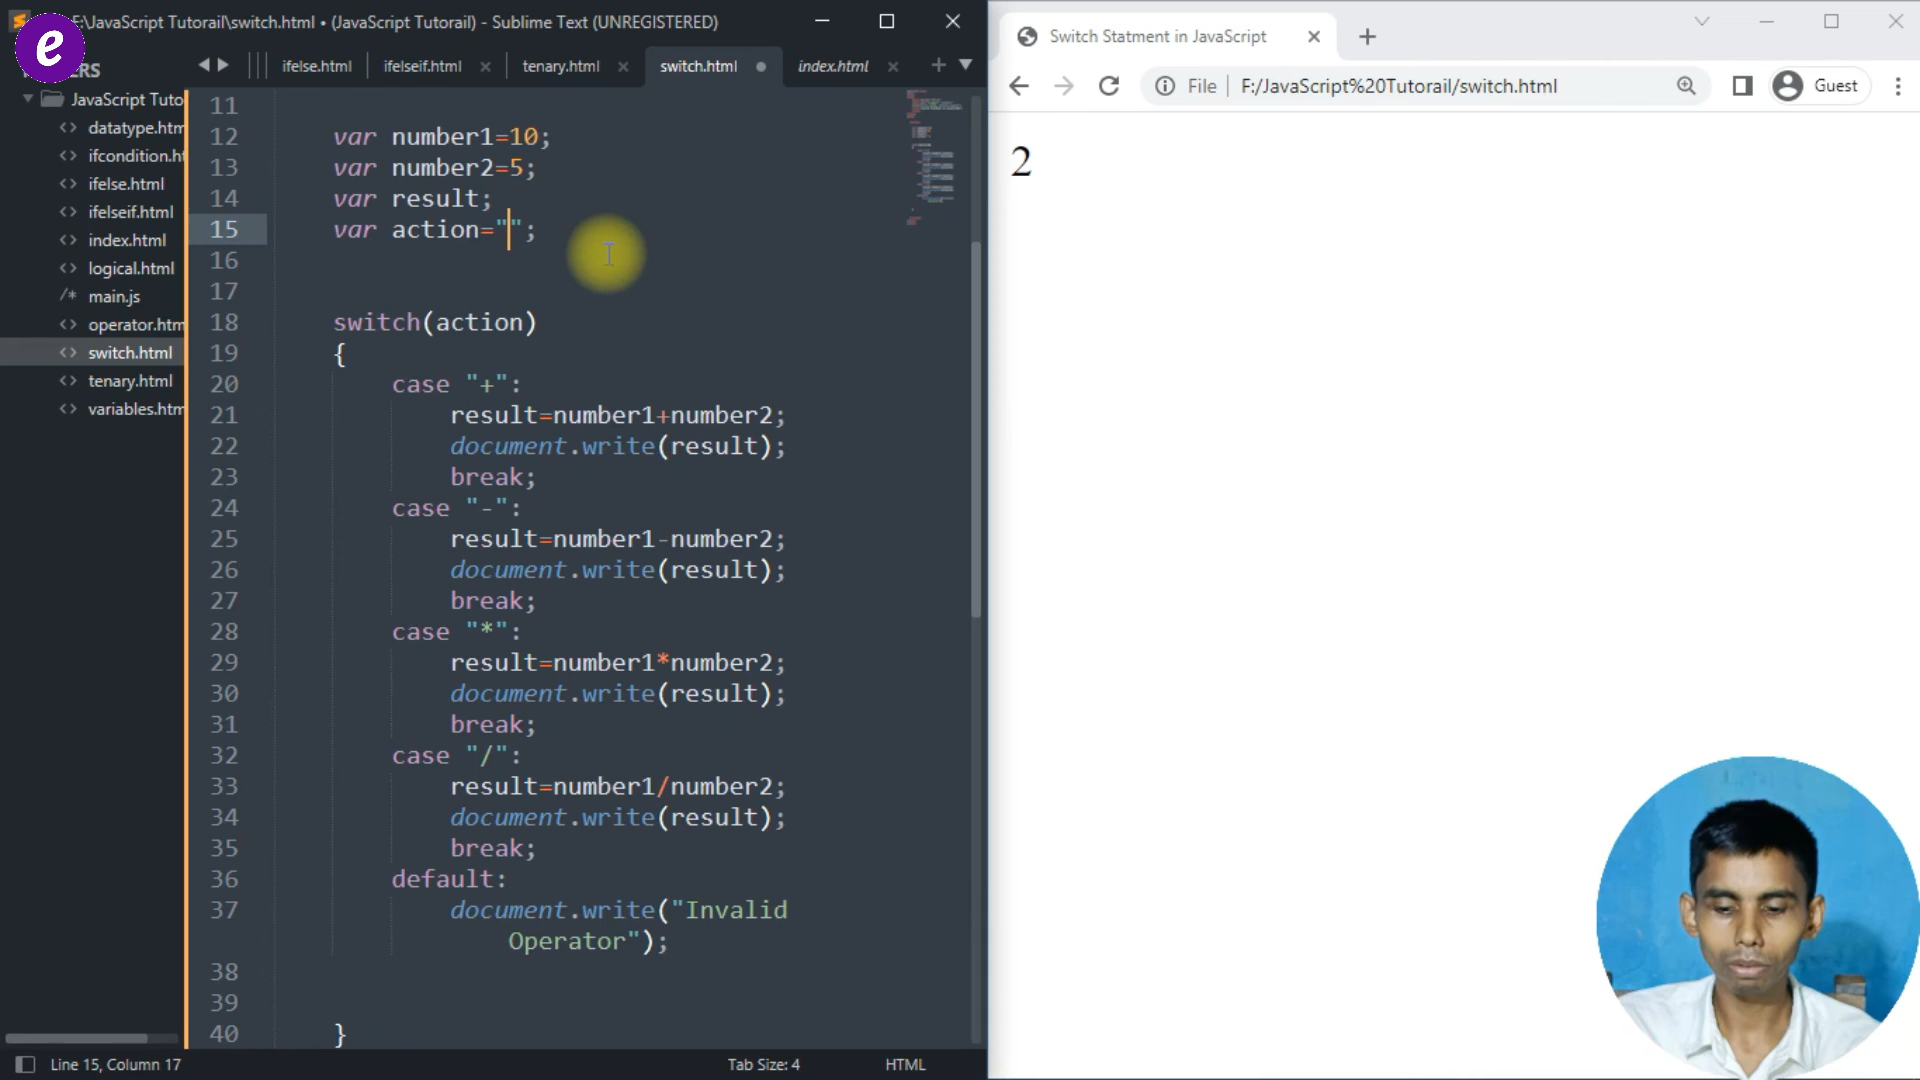 e
F:\JavaScript Tutorail\switch.html • (JavaScript Tutorail) - Sublime Text (UNREGISTERED)
ERS
ifelse.html
ifelseif.html
tenary.html
switch.html
index.html
JavaScript Tuto
datatype.htm
ifcondition.ht
ifelse.html
ifelseif.html
index.html
logical.html
main.js
operator.htm
switch.html
tenary.html
variables.htm
11
12 var number1=10;
13 var number2=5;
14 var result;
15 var action="";
16
17
18 switch(action)
19 {
20 case "+":
21 result=number1+number2;
22 document.write(result);
23 break;
24 case "-":
25 result=number1-number2;
26 document.write(result);
27 break;
28 case "*":
29 result=number1*number2;
30 document.write(result);
31 break;
32 case "/":
33 result=number1/number2;
34 document.write(result);
35 break;
36 default:
37 document.write("Invalid
Operator");
38
39
40 }
Line 15, Column 17
Tab Size: 4
HTML
Switch Statment in JavaScript
File
F:/JavaScript%20Tutorail/switch.html
Guest
2